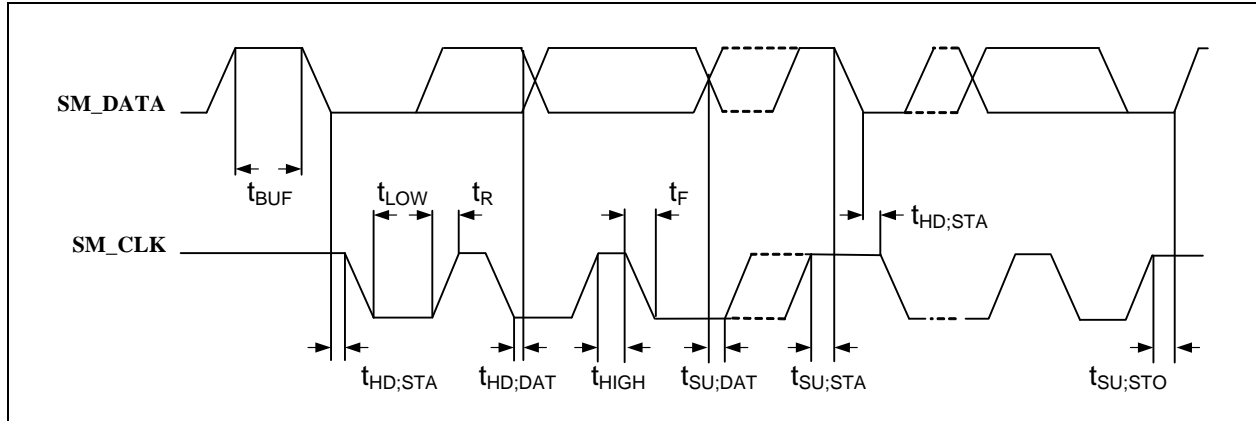 SM_DATA
tBUF
tLOW
tR
tF
tHD;STA
SM_CLK
tHD;STA
tHD;DAT
tHIGH
tSU;DAT
tSU;STA
tSU;STO